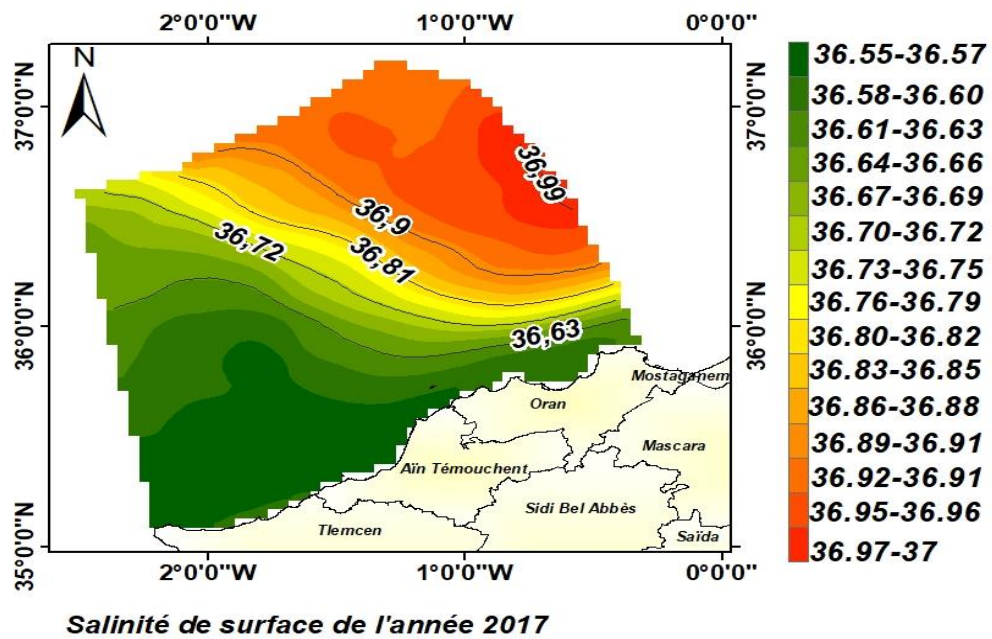 2°0'0"W 1°0'0"W 0°0'0"
N
37°0'0"N
36°0'0"N
35°0'0"N
36,99
36,9
36,72
36,81
36,63
Mostaganem
Oran
Mascara
Aïn Témouchent
Sidi Bel Abbès
Tlemcen
Saïda
37°0'0"N
36°0'0"N
2°0'0"W 1°0'0"W 0°0'0"
36.55-36.57
36.58-36.60
36.61-36.63
36.64-36.66
36.67-36.69
36.70-36.72
36.73-36.75
36.76-36.79
36.80-36.82
36.83-36.85
36.86-36.88
36.89-36.91
36.92-36.91
36.95-36.96
36.97-37
Salinité de surface de l'année 2017